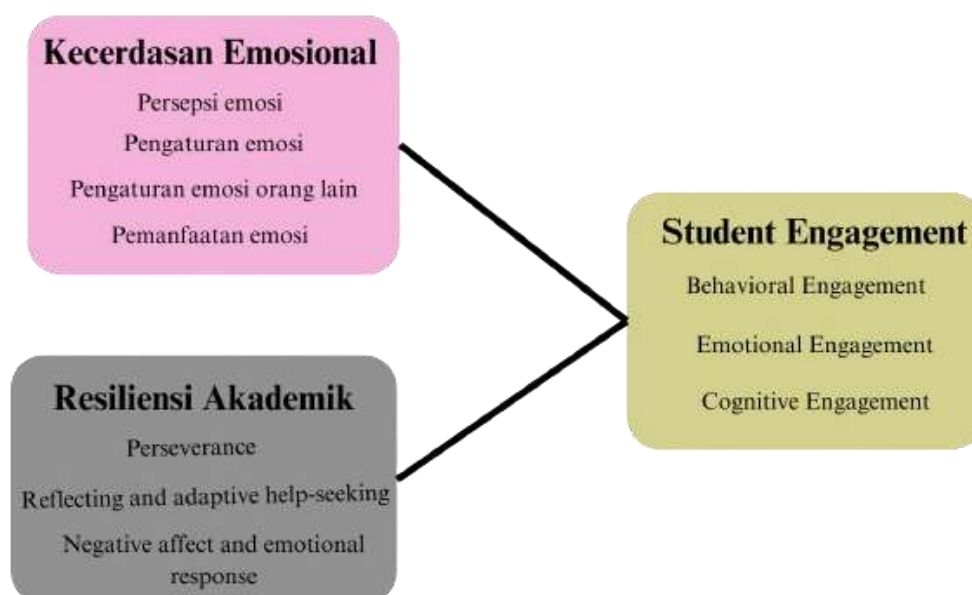 Kecerdasan Emosional
Persepsi emosi
Pengaturan emosi
Pengaturan emosi orang lain
Pemanfaatan emosi
Resiliensi Akademik
Perseverance
Reflecting and adaptive help-seeking
Negative affect and emotional
response
Student Engagement
Behavioral Engagement
Emotional Engagement
Cognitive Engagement